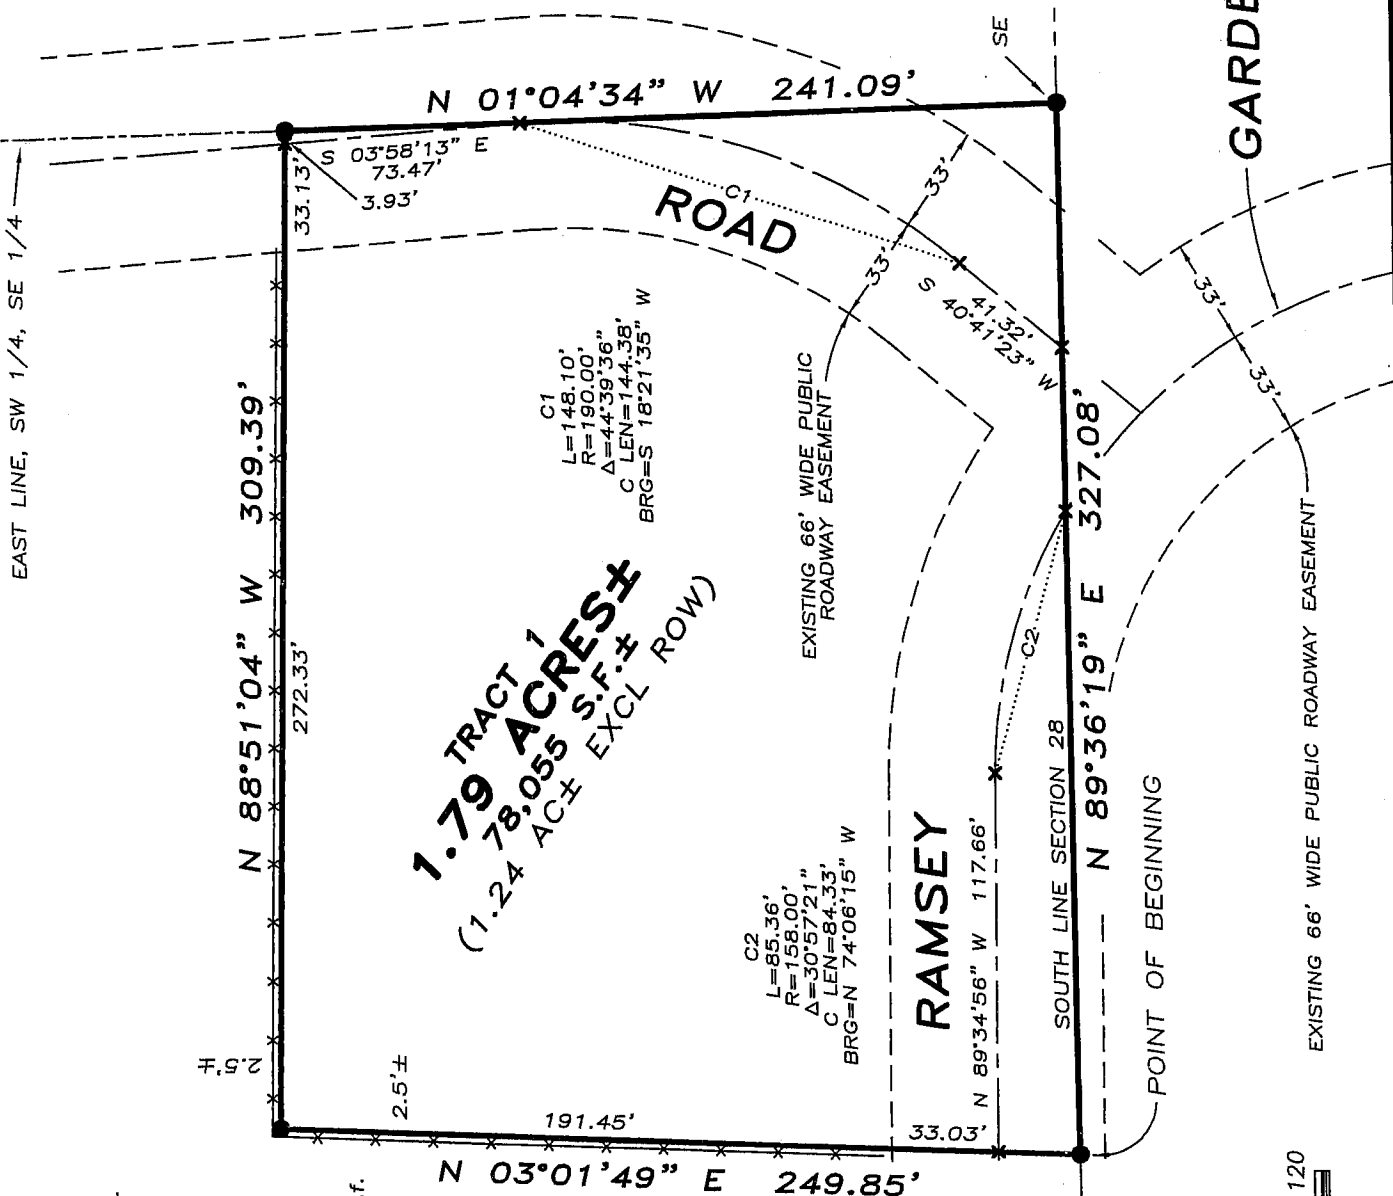 SE
GARDE
N 01°04'34" W 241.09'
S 03°58'13" E
73.47'
3.93'
33.13'
C1
ROAD
33'
33'
41.32'
S 40°41'23" W
33'
33'
EAST LINE, SW 1/4, SE 1/4
C1
L=148.10'
R=190.00'
Δ=44°39'36"
C LEN=144.38'
BRG=S 18°21'35" W
EXISTING 66' WIDE PUBLIC
ROADWAY EASEMENT
N 88°51'04" W 309.39'
272.33'
TRACT 1
1.79 ACRES±
78,055 S.F.±
(1.24 AC± EXCL ROW)
C2
N 89°36'19" E 327.08'
SOUTH LINE SECTION 28
EXISTING 66' WIDE PUBLIC ROADWAY EASEMENT
POINT OF BEGINNING
C2
L=85.36'
R=158.00'
Δ=30°57'21"
C LEN=84.33'
BRG=N 74°06'15" W
RAMSEY
N 89°34'56" W 117.66'
2.5'±
2.5'±
191.45'
33.03'
N 03°01'49" E 249.85'
f.
120